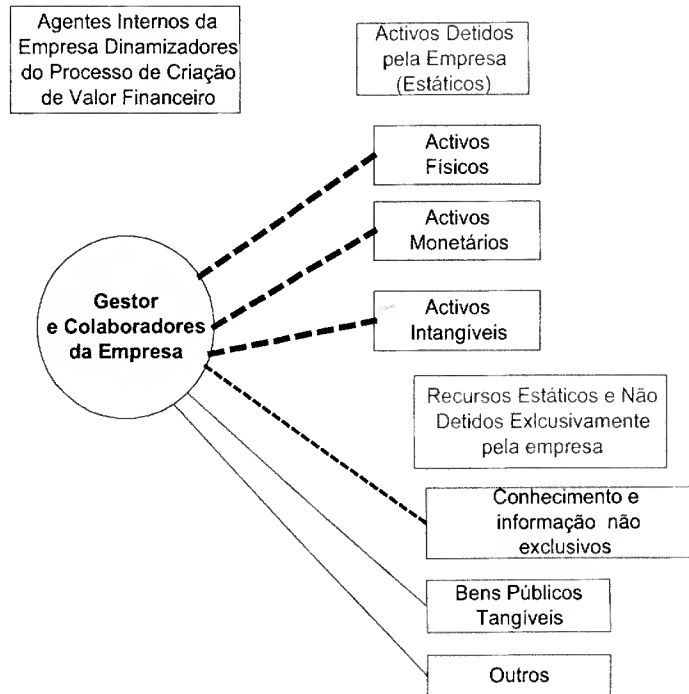 Agentes Internos da
Empresa Dinamizadores
do Processo de Criação
de Valor Financeiro
Activos Detidos
pela Empresa
(Estáticos)
Activos
Físicos
Activos
Monetários
Gestor
e Colaboradores
da Empresa
Activos
Intangíveis
Recursos Estáticos e Não
Detidos Exlcusivamente
pela empresa
Conhecimento e
informação não
exclusivos
Bens Públicos
Tangíveis
Outros